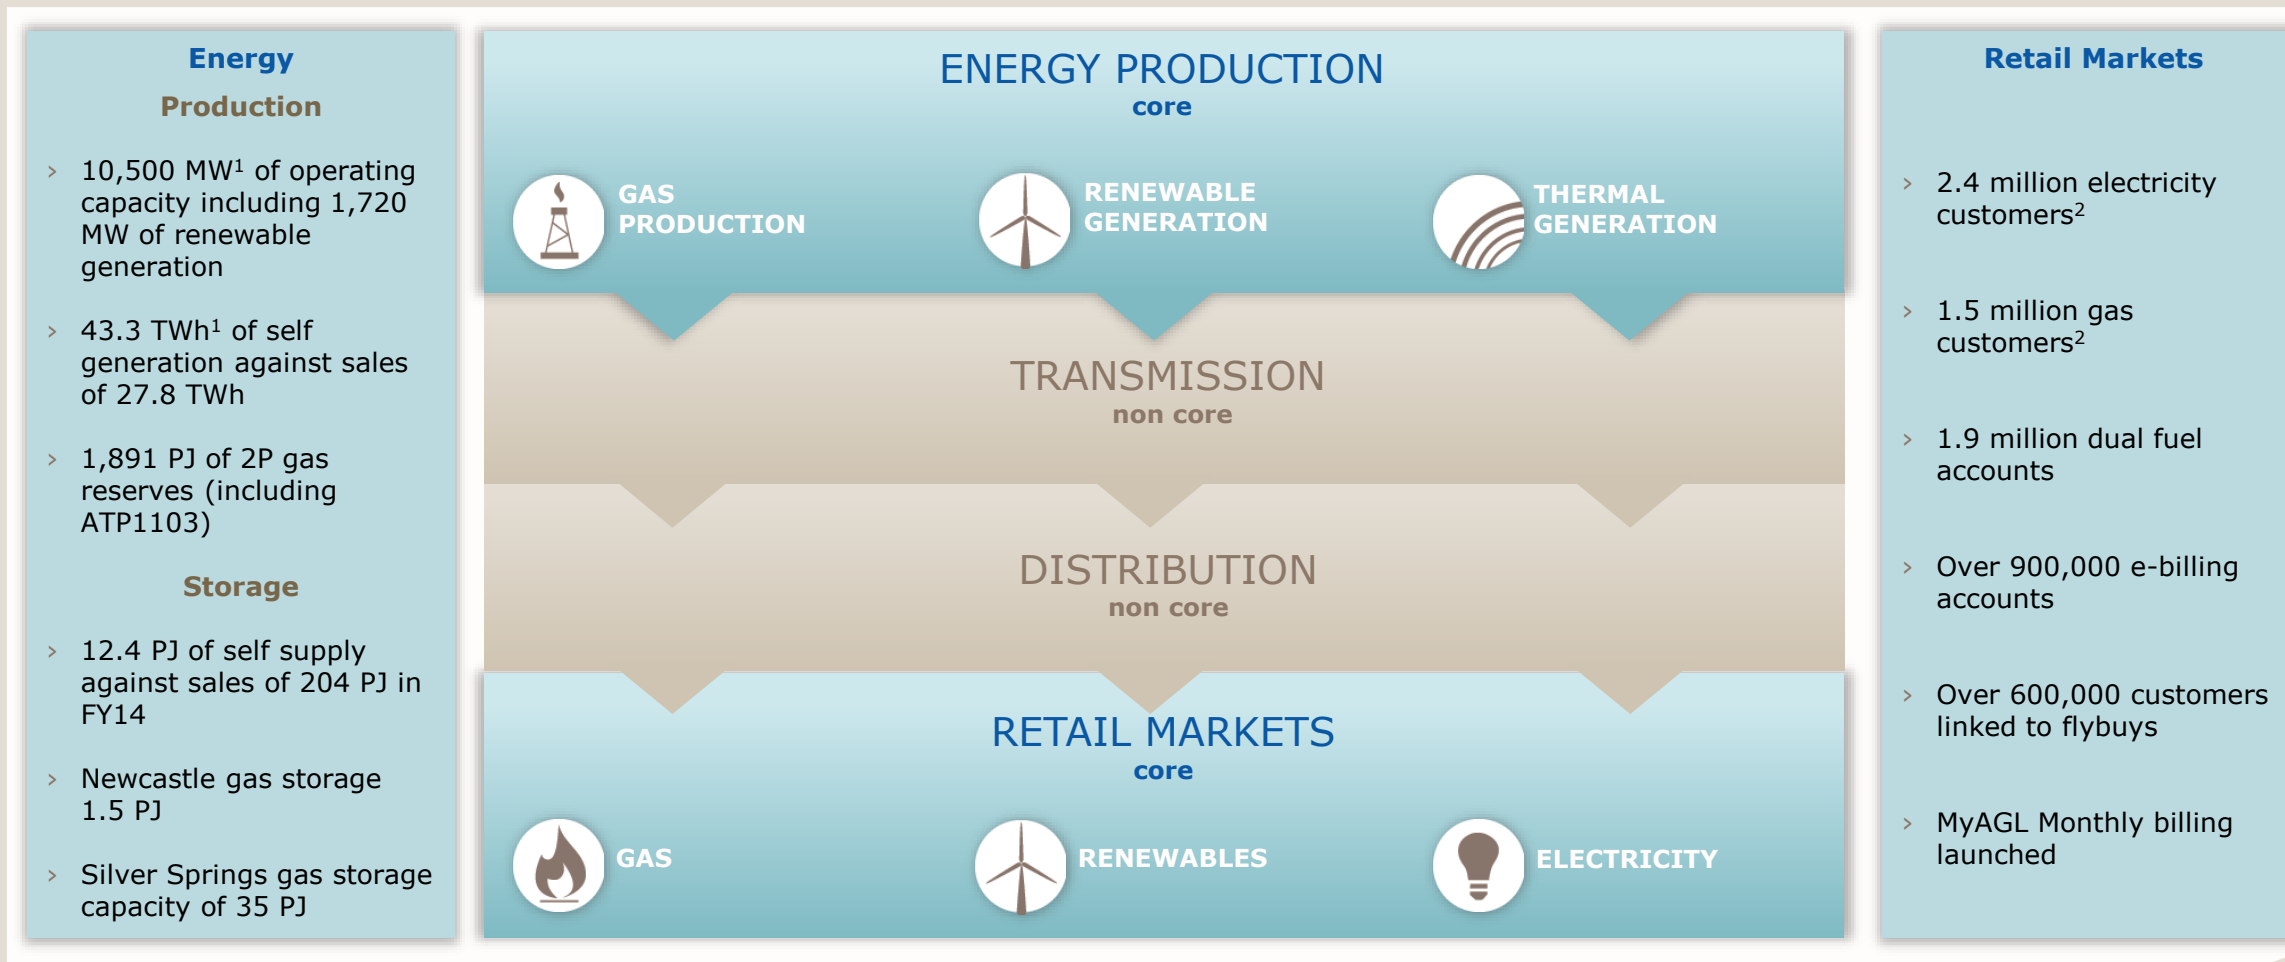 Energy
Production
› 10,500 MW¹ of operating
capacity including 1,720
MW of renewable
generation
› 43.3 TWh¹ of self
generation against sales
of 27.8 TWh
› 1,891 PJ of 2P gas
reserves (including
ATP1103)
Storage
› 12.4 PJ of self supply
against sales of 204 PJ in
FY14
› Newcastle gas storage
1.5 PJ
› Silver Springs gas storage
capacity of 35 PJ
ENERGY PRODUCTION
core
GAS
PRODUCTION
RENEWABLE
GENERATION
THERMAL
GENERATION
TRANSMISSION
non core
DISTRIBUTION
non core
RETAIL MARKETS
core
GAS
RENEWABLES
ELECTRICITY
Retail Markets
› 2.4 million electricity
customers²
› 1.5 million gas
customers²
› 1.9 million dual fuel
accounts
› Over 900,000 e-billing
accounts
› Over 600,000 customers
linked to flybuys
› MyAGL Monthly billing
launched